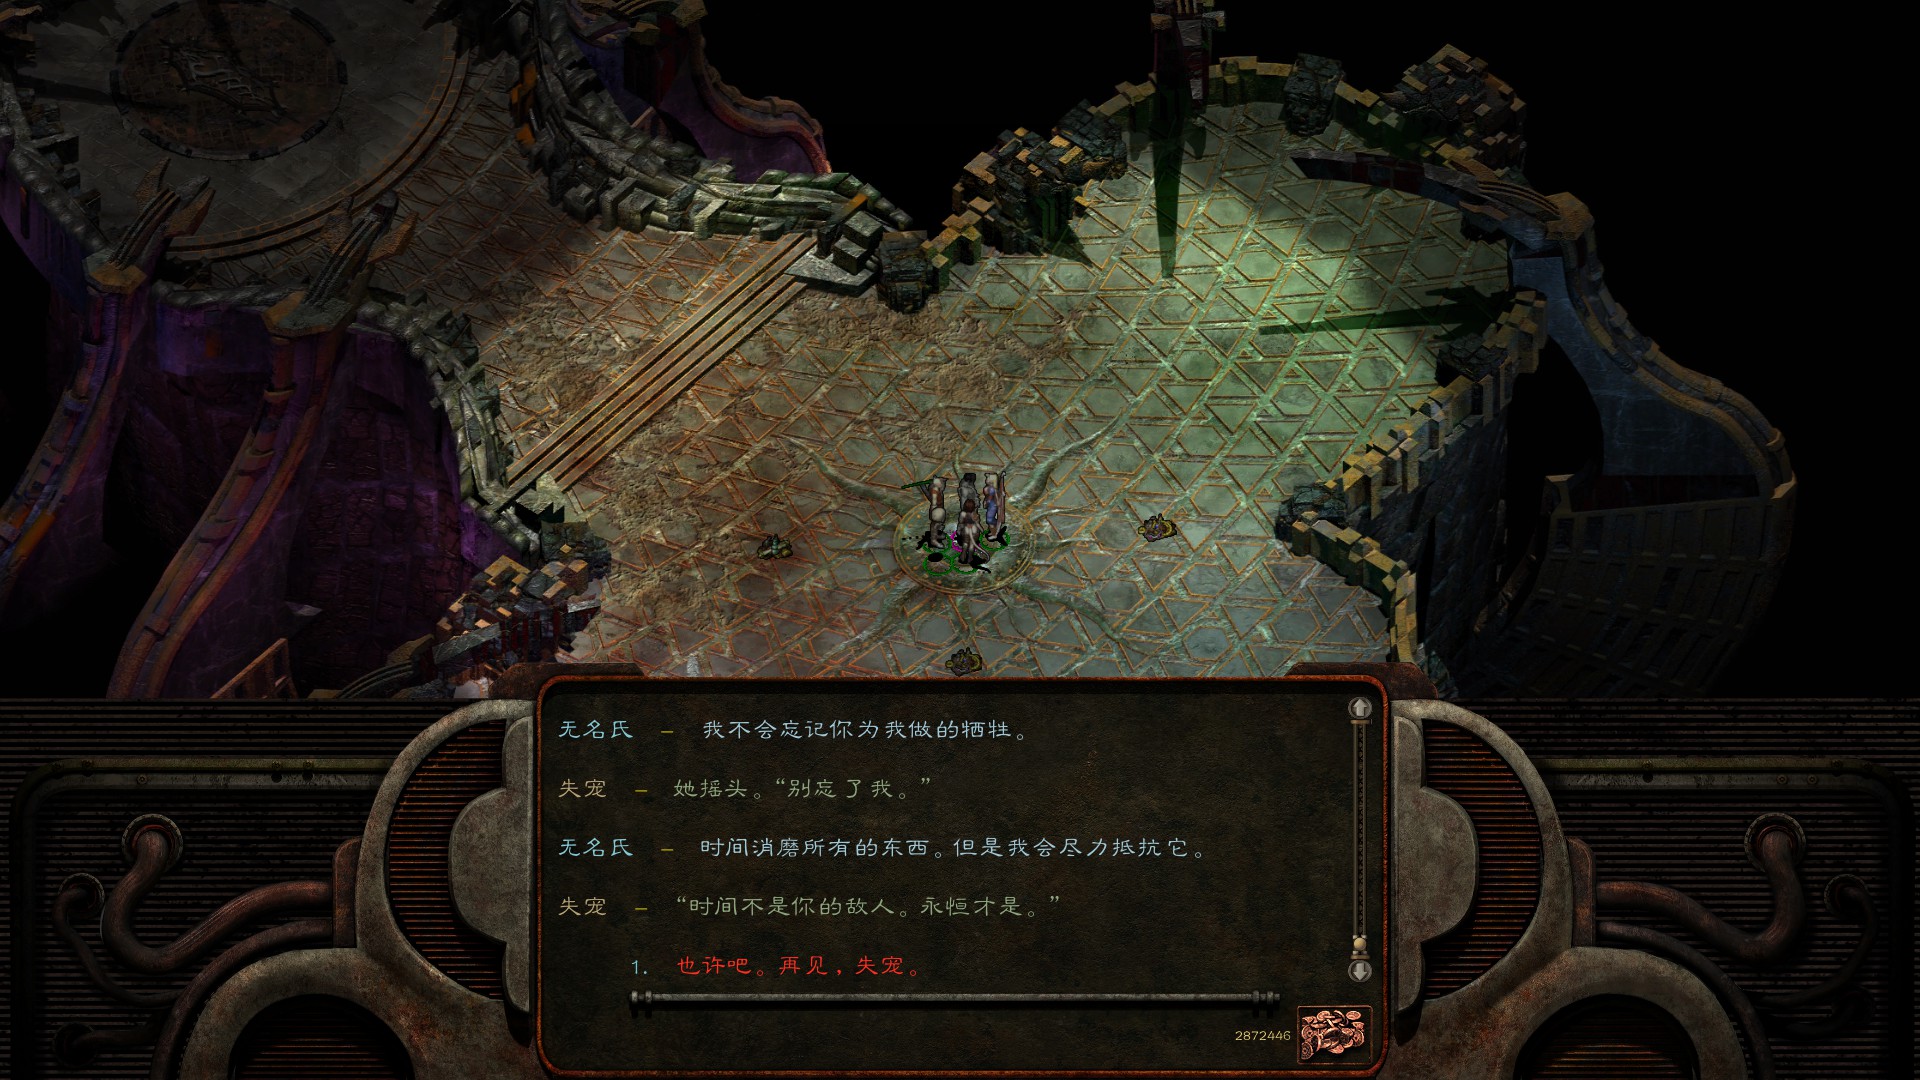 无名氏 – 我不会忘记你为我做的牺牲。
失宠 – 她摇头。“别忘了我。”
无名氏 – 时间消磨所有的东西。但是我会尽力抵抗它。
失宠 – “时间不是你的敌人。永恒才是。”
1. 也许吧。再见，失宠。
2872446